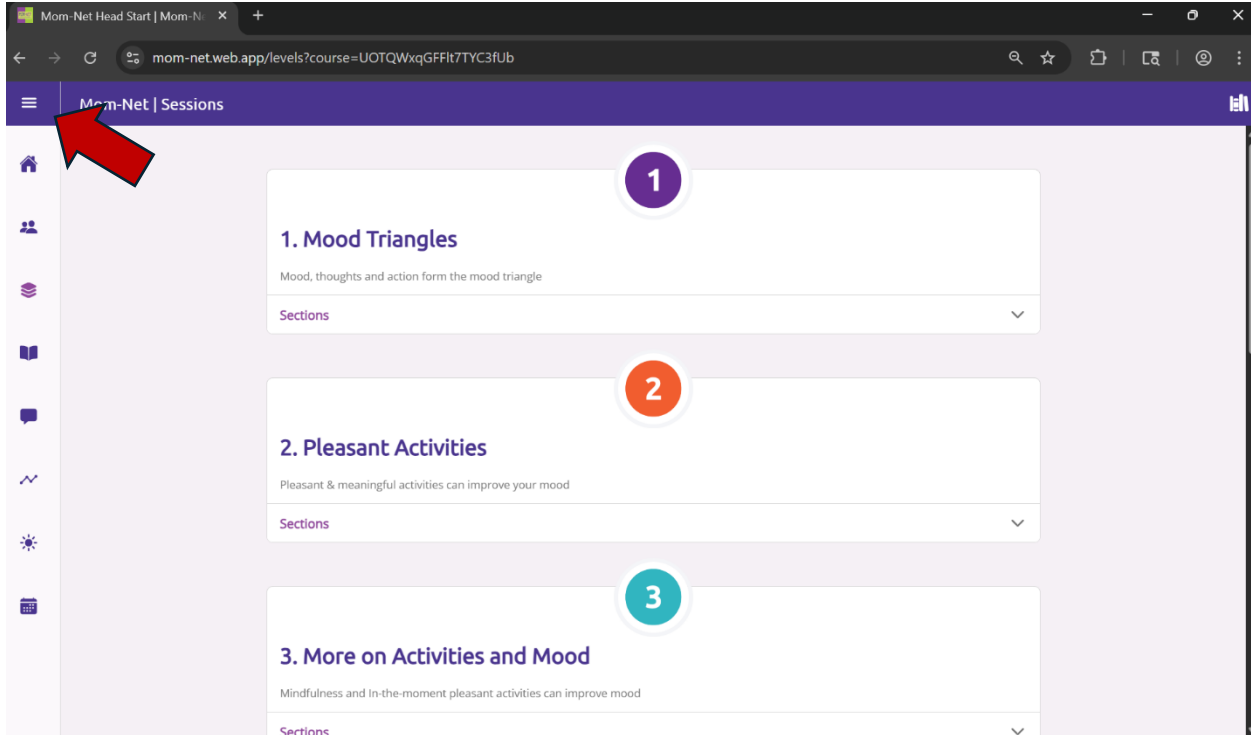 Mom-Net Head Start | Mom-Ne
mom-net.web.app/levels?course=UOTQWxqGFFlt7TYC3fUb
Mom-Net | Sessions
1
1. Mood Triangles
Mood, thoughts and action form the mood triangle
Sections
2
2. Pleasant Activities
Pleasant & meaningful activities can improve your mood
Sections
3
3. More on Activities and Mood
Mindfulness and In-the-moment pleasant activities can improve mood
Sections